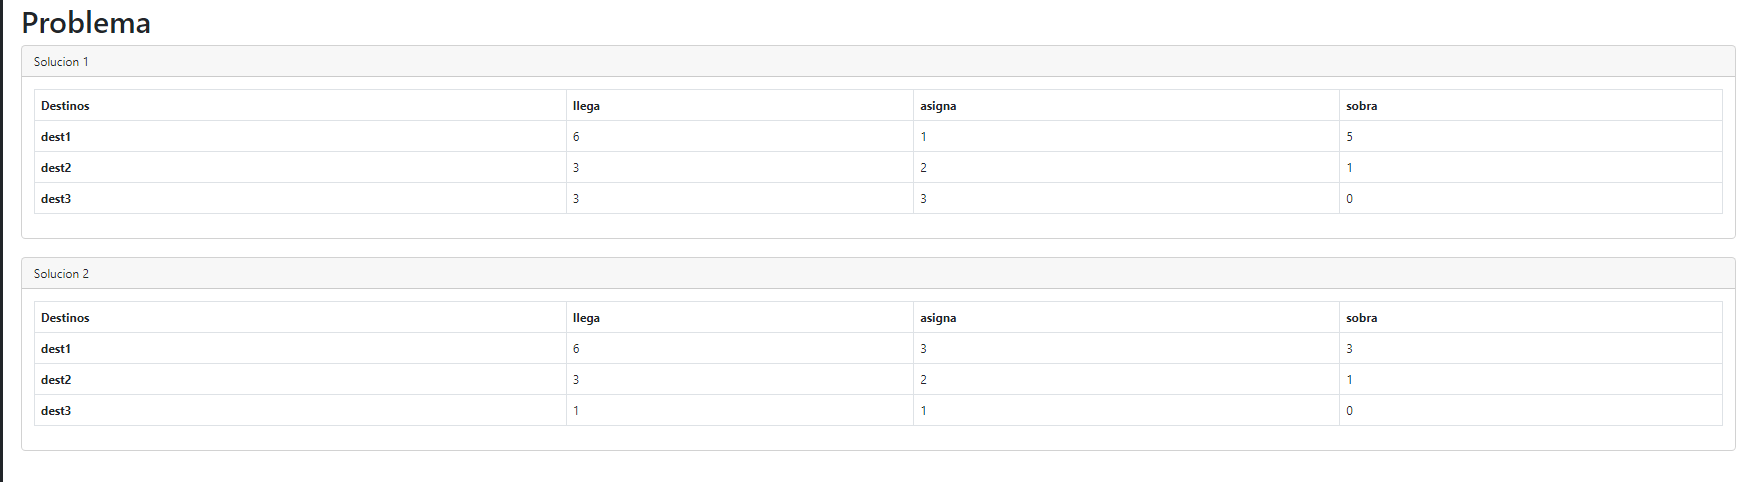 Problema
Solucion 1
Destinos llega asigna sobra
dest1 6 1 5
dest2 3 2 1
dest3 3 3 0
Solucion 2
Destinos llega asigna sobra
dest1 6 3 3
dest2 3 2 1
dest3 1 1 0